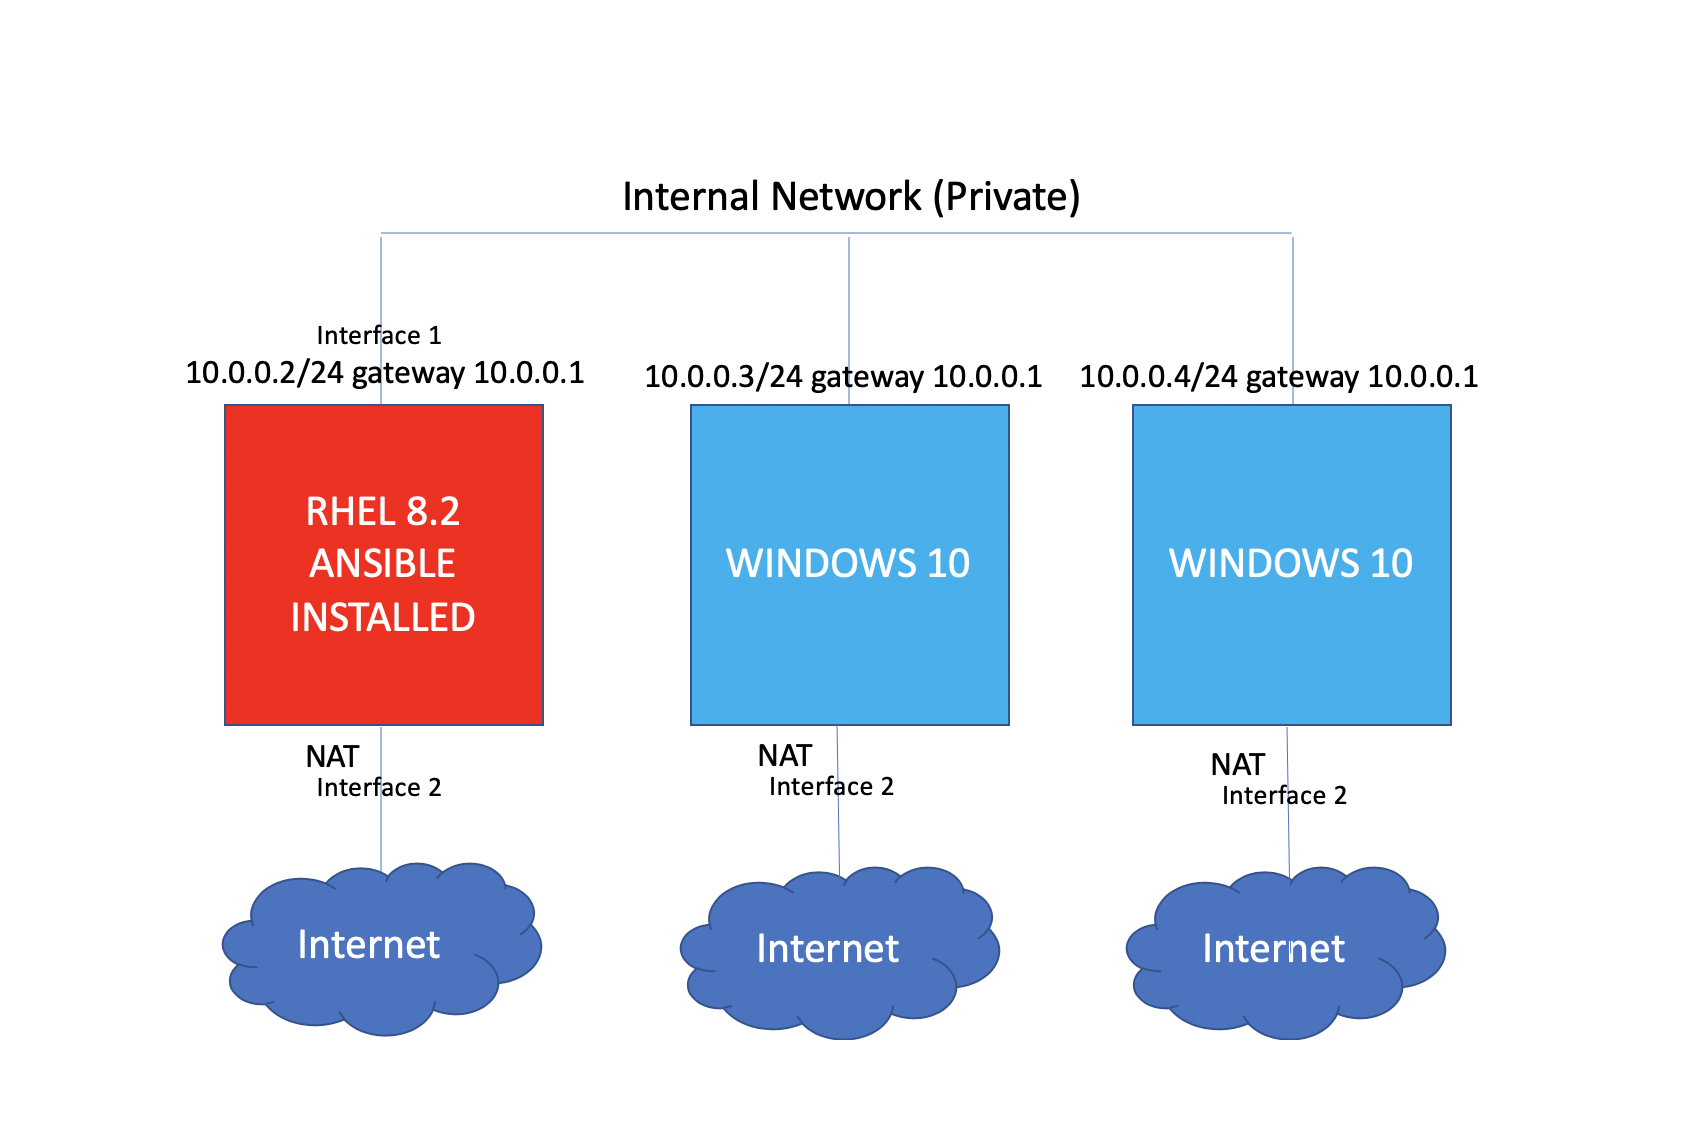 Internal Network (Private)
Interface 1
10.0.0.2/24 gateway 10.0.0.1
10.0.0.3/24 gateway 10.0.0.1
10.0.0.4/24 gateway 10.0.0.1
RHEL 8.2
ANSIBLE
INSTALLED
WINDOWS 10
WINDOWS 10
NAT
Interface 2
NAT
Interface 2
NAT
Interface 2
Internet
Internet
Internet